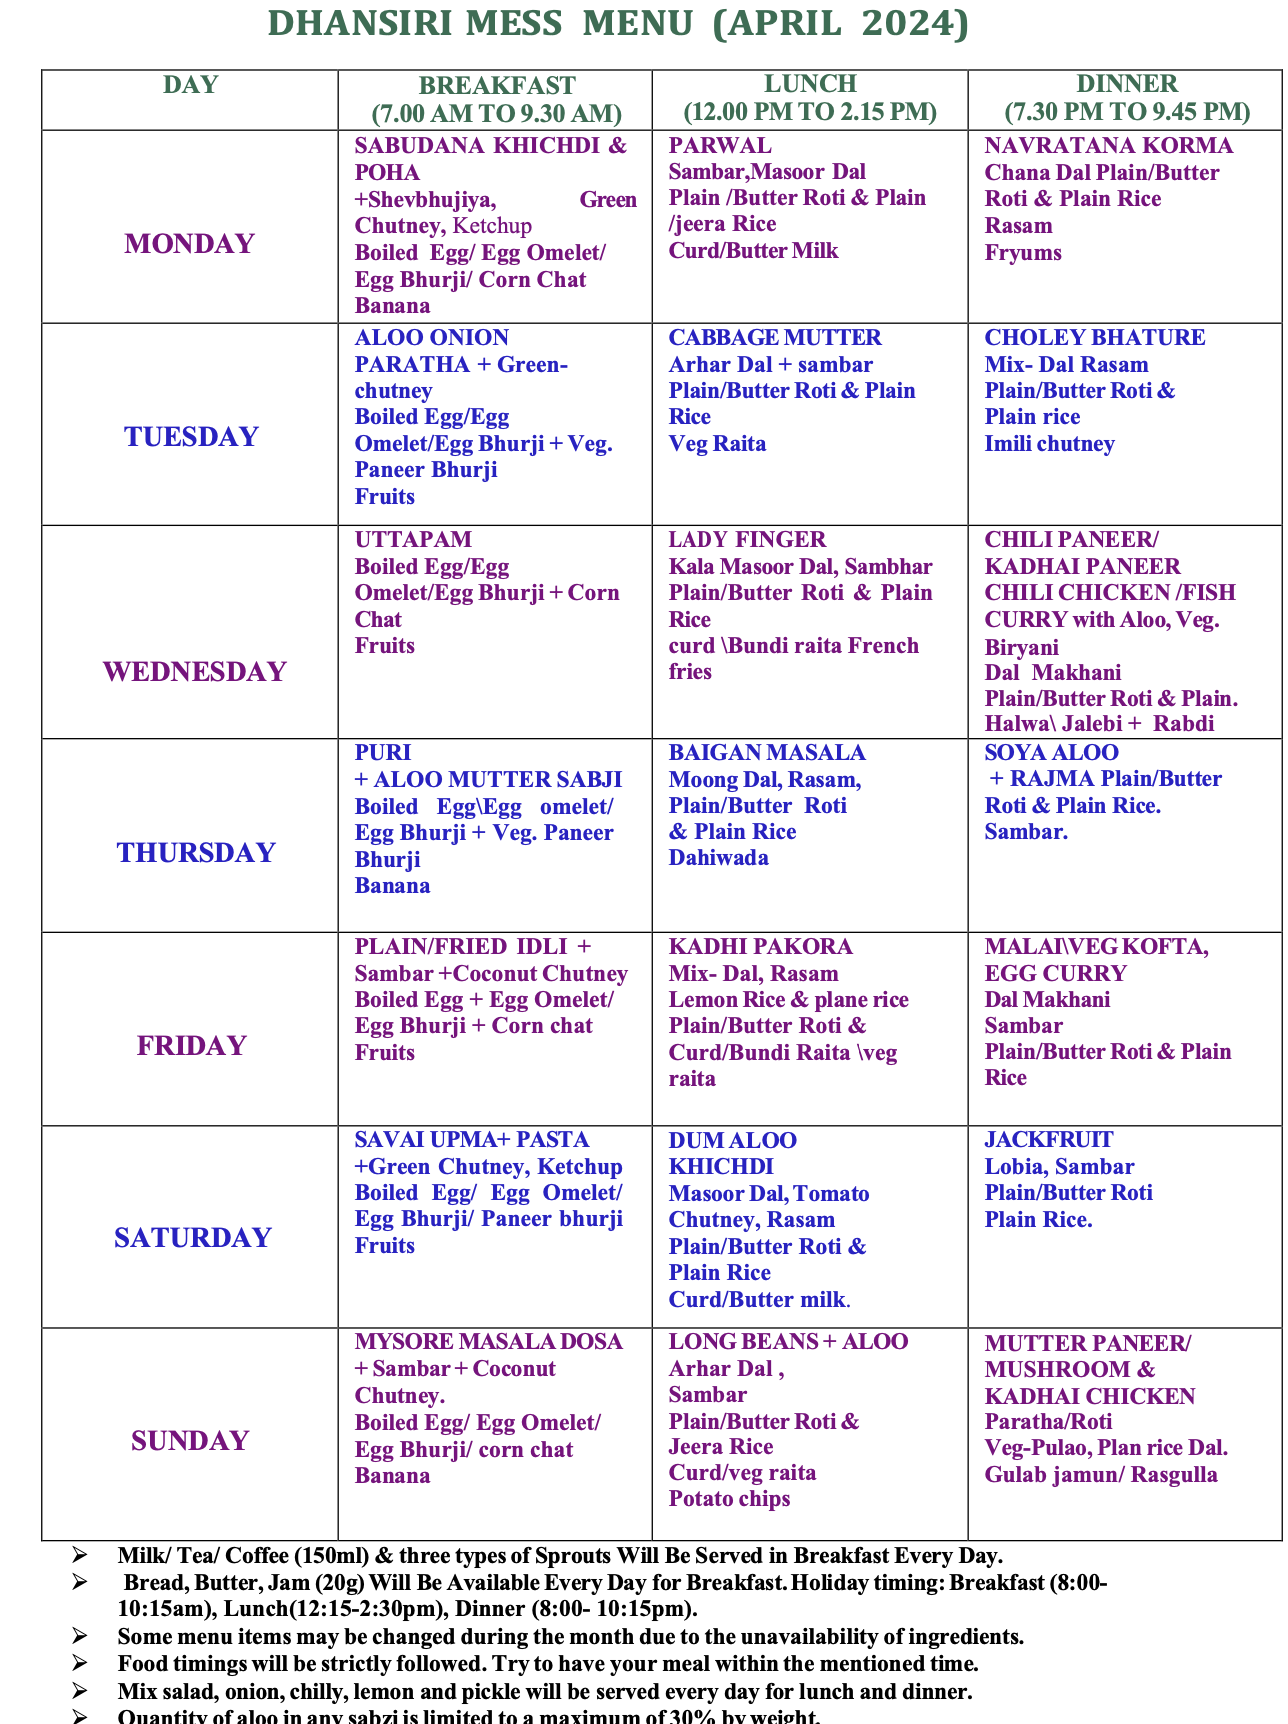 DHANSIRI MESS MENU (APRIL 2024)
DAY
BREAKFAST
(7.00 AM TO 9.30 AM)
LUNCH
(12.00 PM TO 2.15 PM)
DINNER
(7.30 PM TO 9.45 PM)
MONDAY
SABUDANA KHICHDI &
POHA
+Shevbhujiya, Green
Chutney, Ketchup
Boiled Egg/ Egg Omelet/
Egg Bhurji/ Corn Chat
Banana
PARWAL
Sambar,Masoor Dal
Plain /Butter Roti & Plain
/jeera Rice
Curd/Butter Milk
NAVRATANA KORMA
Chana Dal Plain/Butter
Roti & Plain Rice
Rasam
Fryums
TUESDAY
ALOO ONION
PARATHA + Green-
chutney
Boiled Egg/Egg
Omelet/Egg Bhurji + Veg.
Paneer Bhurji
Fruits
CABBAGE MUTTER
Arhar Dal + sambar
Plain/Butter Roti & Plain
Rice
Veg Raita
CHOLEY BHATURE
Mix- Dal Rasam
Plain/Butter Roti &
Plain rice
Imili chutney
WEDNESDAY
UTTAPAM
Boiled Egg/Egg
Omelet/Egg Bhurji + Corn
Chat
Fruits
LADY FINGER
Kala Masoor Dal, Sambhar
Plain/Butter Roti & Plain
Rice
curd \Bundi raita French
fries
CHILI PANEER/
KADHAI PANEER
CHILI CHICKEN /FISH
CURRY with Aloo, Veg.
Biryani
Dal Makhani
Plain/Butter Roti & Plain.
Halwa\ Jalebi + Rabdi
THURSDAY
PURI
+ ALOO MUTTER SABJI
Boiled Egg\Egg omelet/
Egg Bhurji + Veg. Paneer
Bhurji
Banana
BAIGAN MASALA
Moong Dal, Rasam,
Plain/Butter Roti
& Plain Rice
Dahiwada
SOYA ALOO
+ RAJMA Plain/Butter
Roti & Plain Rice.
Sambar.
FRIDAY
PLAIN/FRIED IDLI +
Sambar +Coconut Chutney
Boiled Egg + Egg Omelet/
Egg Bhurji + Corn chat
Fruits
KADHI PAKORA
Mix- Dal, Rasam
Lemon Rice & plane rice
Plain/Butter Roti &
Curd/Bundi Raita \veg
raita
MALAI\VEG KOFTA,
EGG CURRY
Dal Makhani
Sambar
Plain/Butter Roti & Plain
Rice
SATURDAY
SAVAI UPMA+ PASTA
+Green Chutney, Ketchup
Boiled Egg/ Egg Omelet/
Egg Bhurji/ Paneer bhurji
Fruits
DUM ALOO
KHICHDI
Masoor Dal, Tomato
Chutney, Rasam
Plain/Butter Roti &
Plain Rice
Curd/Butter milk.
JACKFRUIT
Lobia, Sambar
Plain/Butter Roti
Plain Rice.
SUNDAY
MYSORE MASALA DOSA
+ Sambar + Coconut
Chutney.
Boiled Egg/ Egg Omelet/
Egg Bhurji/ corn chat
Banana
LONG BEANS + ALOO
Arhar Dal ,
Sambar
Plain/Butter Roti &
Jeera Rice
Curd/veg raita
Potato chips
MUTTER PANEER/
MUSHROOM &
KADHAI CHICKEN
Paratha/Roti
Veg-Pulao, Plan rice Dal.
Gulab jamun/ Rasgulla
➢ Milk/ Tea/ Coffee (150ml) & three types of Sprouts Will Be Served in Breakfast Every Day.
➢ Bread, Butter, Jam (20g) Will Be Available Every Day for Breakfast. Holiday timing: Breakfast (8:00-
10:15am), Lunch(12:15-2:30pm), Dinner (8:00- 10:15pm).
➢ Some menu items may be changed during the month due to the unavailability of ingredients.
➢ Food timings will be strictly followed. Try to have your meal within the mentioned time.
➢ Mix salad, onion, chilly, lemon and pickle will be served every day for lunch and dinner.
➢ Quantity of aloo in any sabzi is limited to a maximum of 30% by weight.